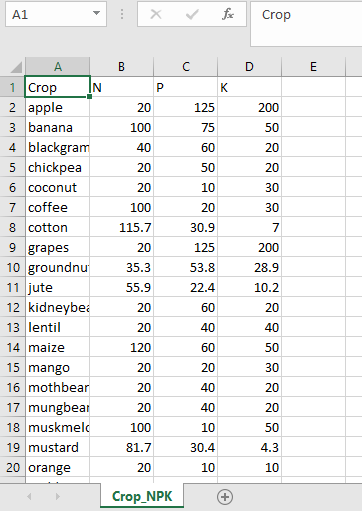 A1 fx Crop
A B C D E
1 Crop N P K
2 apple 20 125 200
3 banana 100 75 50
4 blackgram 40 60 20
5 chickpea 20 50 20
6 coconut 20 10 30
7 coffee 100 20 30
8 cotton 115.7 30.9 7
9 grapes 20 125 200
10 groundnu 35.3 53.8 28.9
11 jute 55.9 22.4 10.2
12 kidneybea 20 60 20
13 lentil 20 40 40
14 maize 120 60 50
15 mango 20 20 30
16 mothbean 20 40 20
17 mungbean 20 40 20
18 muskmelo 100 10 50
19 mustard 81.7 30.4 4.3
20 orange 20 10 10
Crop_NPK